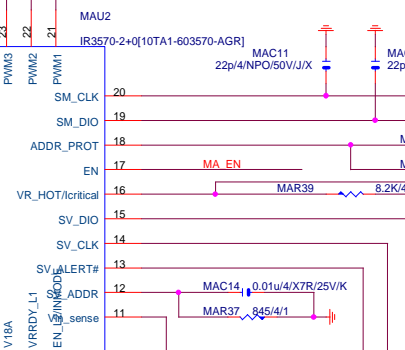 MAU2
IR3570-2+0[10TA1-603570-AGR]
23
22
21
PWM3
PWM2
PWM1
MAC11
22p/4/NPO/50V/J/X
22p
SM_CLK
20
SM_DIO
19
ADDR_PROT
18
EN
17
MA_EN
VR_HOT/Icritical
16
MAR39
8.2K/4
SV_DIO
15
SV_CLK
14
SV_ALERT#
13
SV_ADDR
12
MAC14
0.01u/4/X7R/25V/K
Vin_sense
11
MAR37
845/4/1
V18A
VRRDY_L1